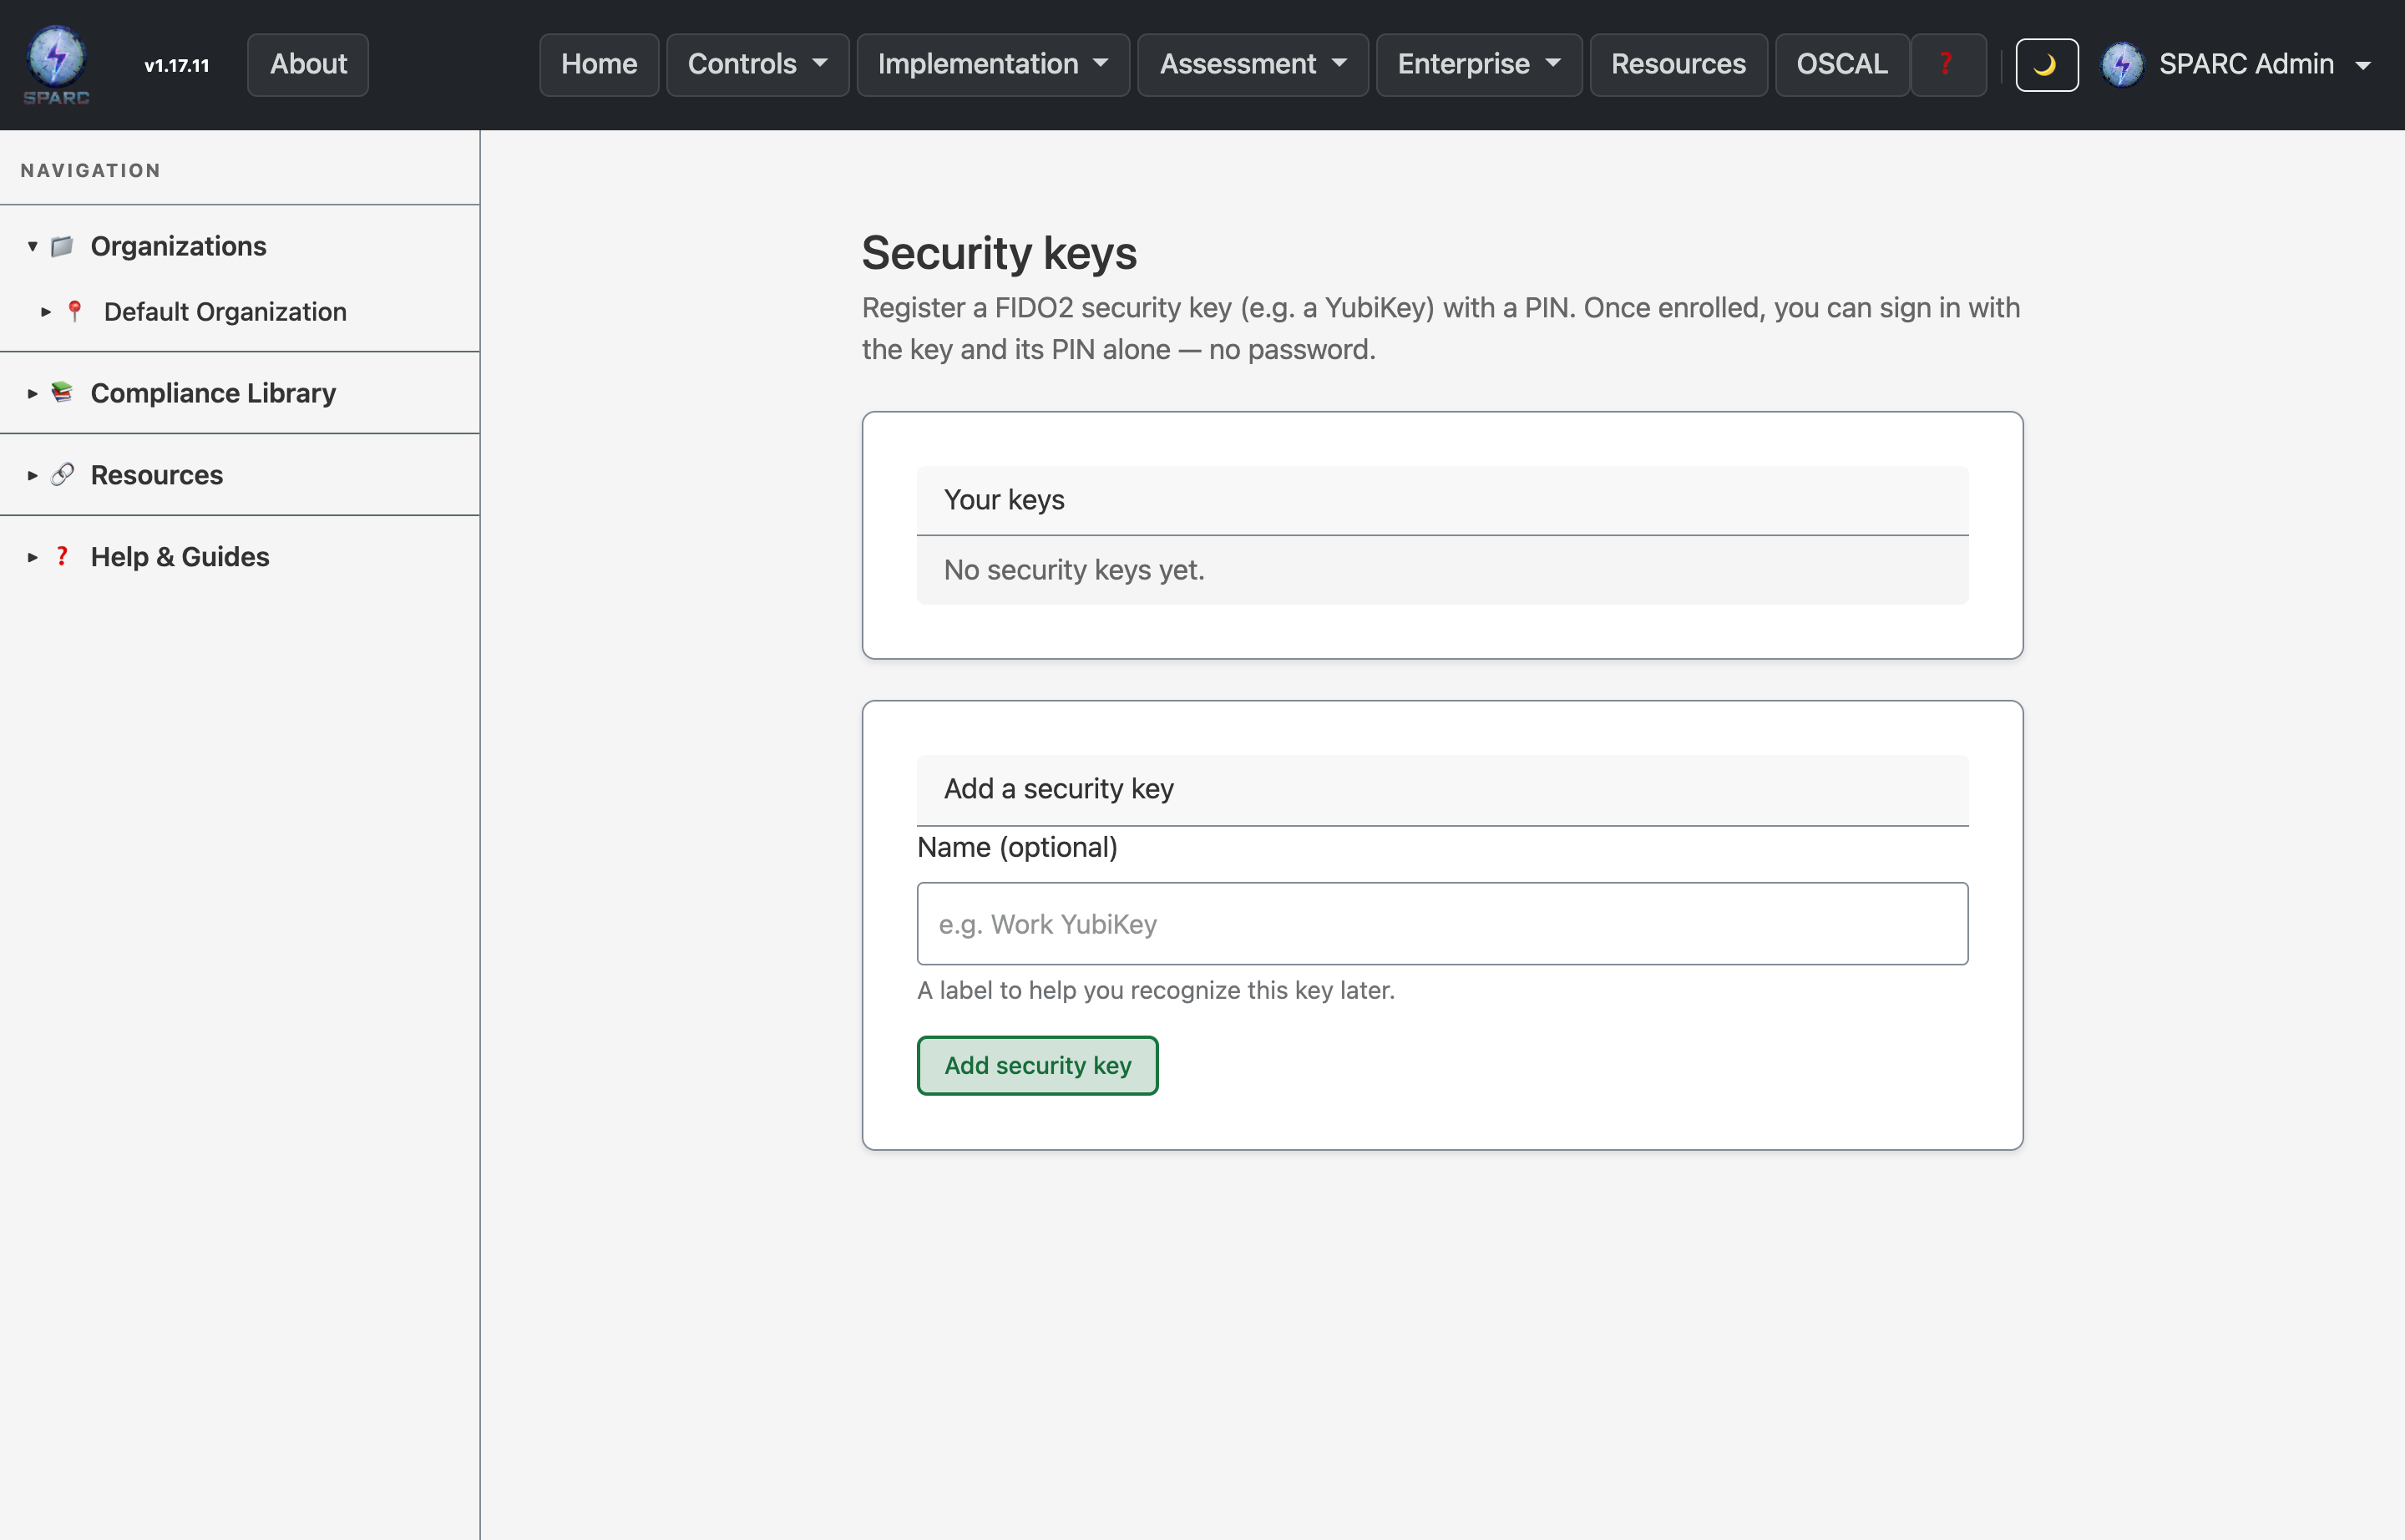 SPARC
v1.17.11
About
Home
Controls
Implementation
Assessment
Enterprise
Resources
OSCAL
?
SPARC Admin
NAVIGATION
Organizations
Default Organization
Compliance Library
Resources
? Help & Guides
Security keys
Register a FIDO2 security key (e.g. a YubiKey) with a PIN. Once enrolled, you can sign in with
the key and its PIN alone — no password.
Your keys
No security keys yet.
Add a security key
Name (optional)
e.g. Work YubiKey
A label to help you recognize this key later.
Add security key